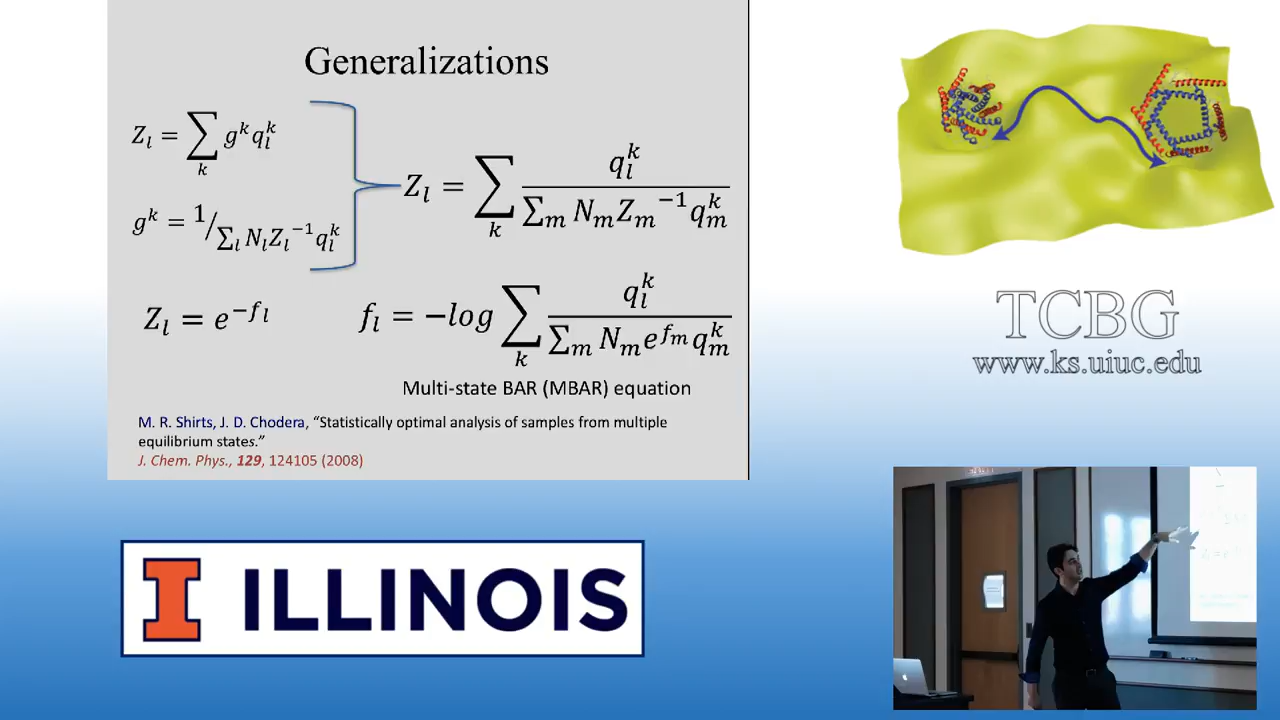 Generalizations
Z_l = ∑_k g^k q_l^k
g^k = 1/∑_l N_l Z_l^{-1} q_l^k
Z_l = ∑_k q_l^k / ∑_m N_m Z_m^{-1} q_m^k
Z_l = e^{-f_l}
f_l = -log ∑_k q_l^k / ∑_m N_m e^{f_m} q_m^k
Multi-state BAR (MBAR) equation
M. R. Shirts, J. D. Chodera, “Statistically optimal analysis of samples from multiple
equilibrium states.”
J. Chem. Phys., 129, 124105 (2008)
TCBG
www.ks.uiuc.edu
I ILLINOIS